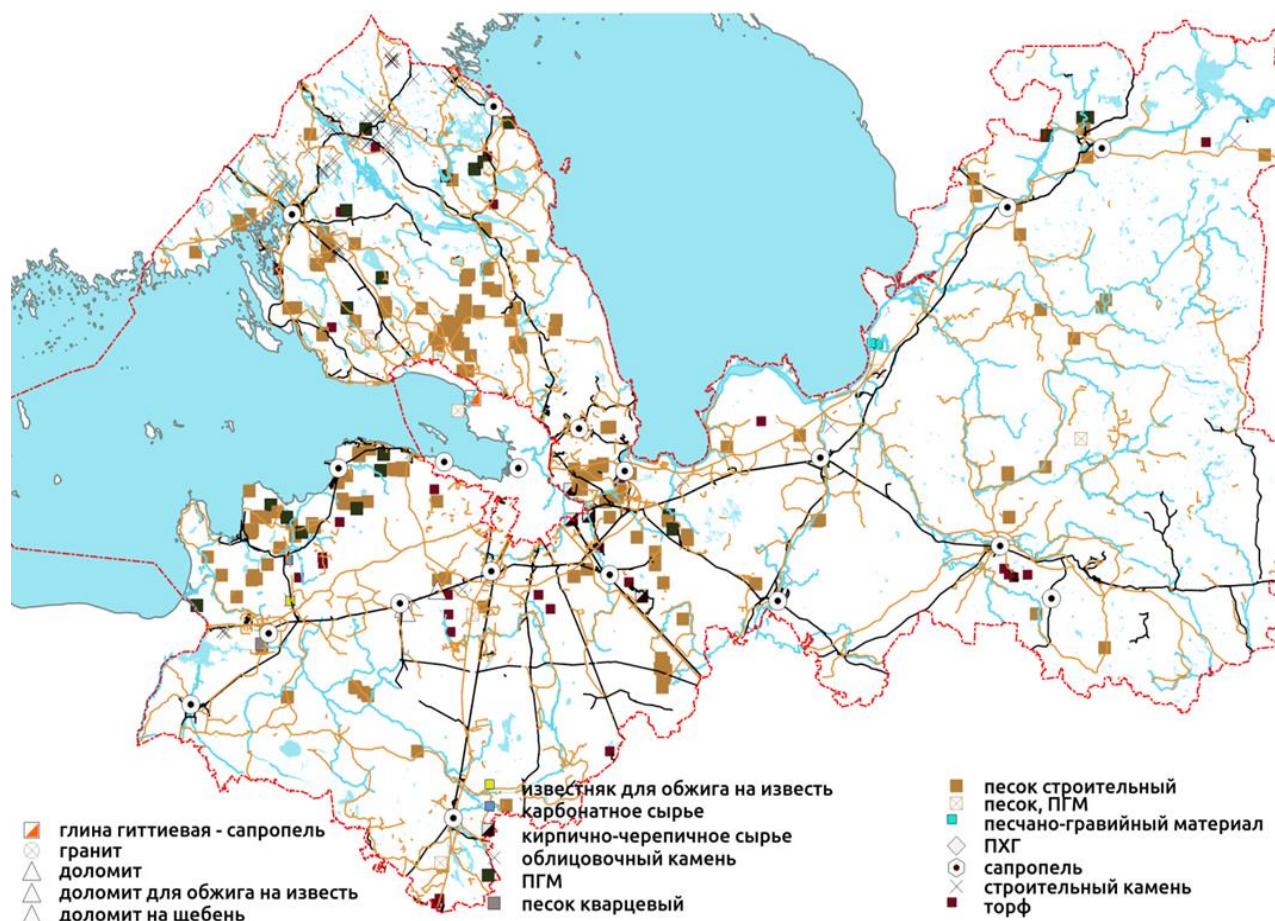 глина гиттиевая - сапропель
гранит
доломит
доломит для обжига на известь
доломит на щебень
известняк для обжига на известь
карбонатное сырье
кирпично-черепичное сырье
облицовочный камень
ПГМ
песок кварцевый
песок строительный
песок, ПГМ
песчано-гравийный материал
ПХГ
сапропель
строительный камень
торф